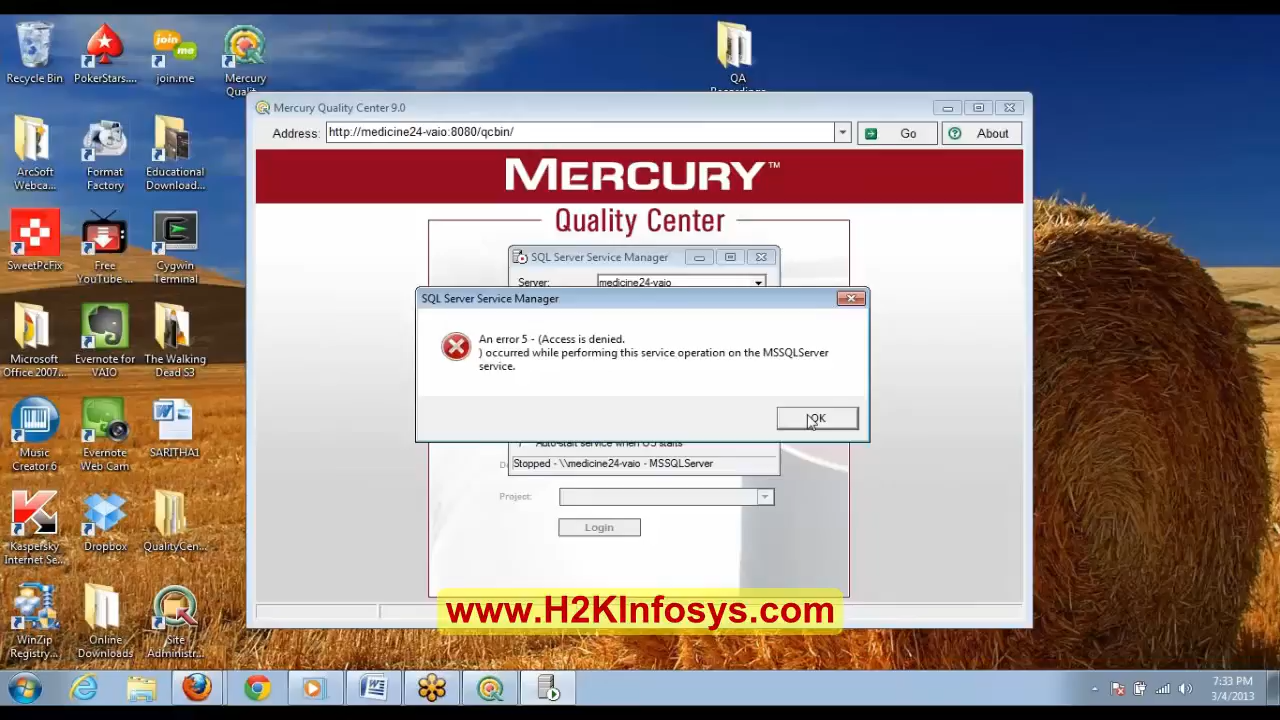 Recycle Bin
PokerStars....
join.me
Mercury
Qualit...
QA
Recordings
Mercury Quality Center 9.0
Address:
http://medicine24-vaio:8080/qcbin/
Go
About
MERCURY™
Quality Center
ArcSoft
Webca...
Format
Factory
Educational
Download...
SQL Server Service Manager
Server:
medicine24-vaio
SQL Server Service Manager
An error 5 - (Access is denied.
) occurred while performing this service operation on the MSSQLServer
service.
OK
Auto-start service when OS starts
Stopped - \\medicine24-vaio - MSSQLServer
Project:
Login
SweetPcFix
Free
YouTube ...
Cygwin
Terminal
Microsoft
Office 2007...
Evernote for
VAIO
The Walking
Dead S3
Music
Creator 6
Evernote
Web Cam
SARITHA1
Kaspersky
Internet Se...
Dropbox
QualityCen...
WinZip
Registry...
Online
Downloads
Site
Administr...
www.H2KInfosys.com
7:33 PM
3/4/2013